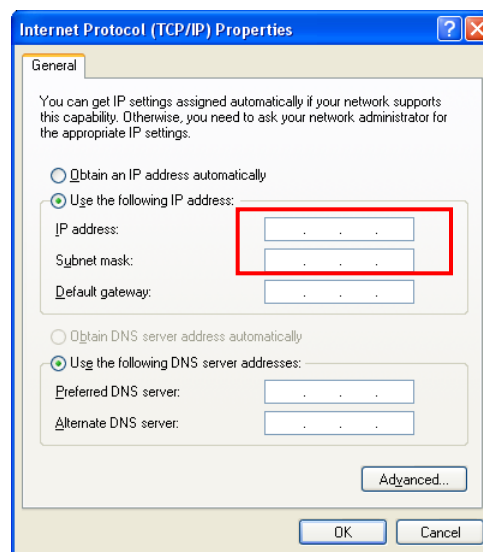 Internet Protocol (TCP/IP) Properties
General
You can get IP settings assigned automatically if your network supports
this capability. Otherwise, you need to ask your network administrator for
the appropriate IP settings.
Obtain an IP address automatically
Use the following IP address:
IP address:
Subnet mask:
Default gateway:
Obtain DNS server address automatically
Use the following DNS server addresses:
Preferred DNS server:
Alternate DNS server:
Advanced...
OK Cancel